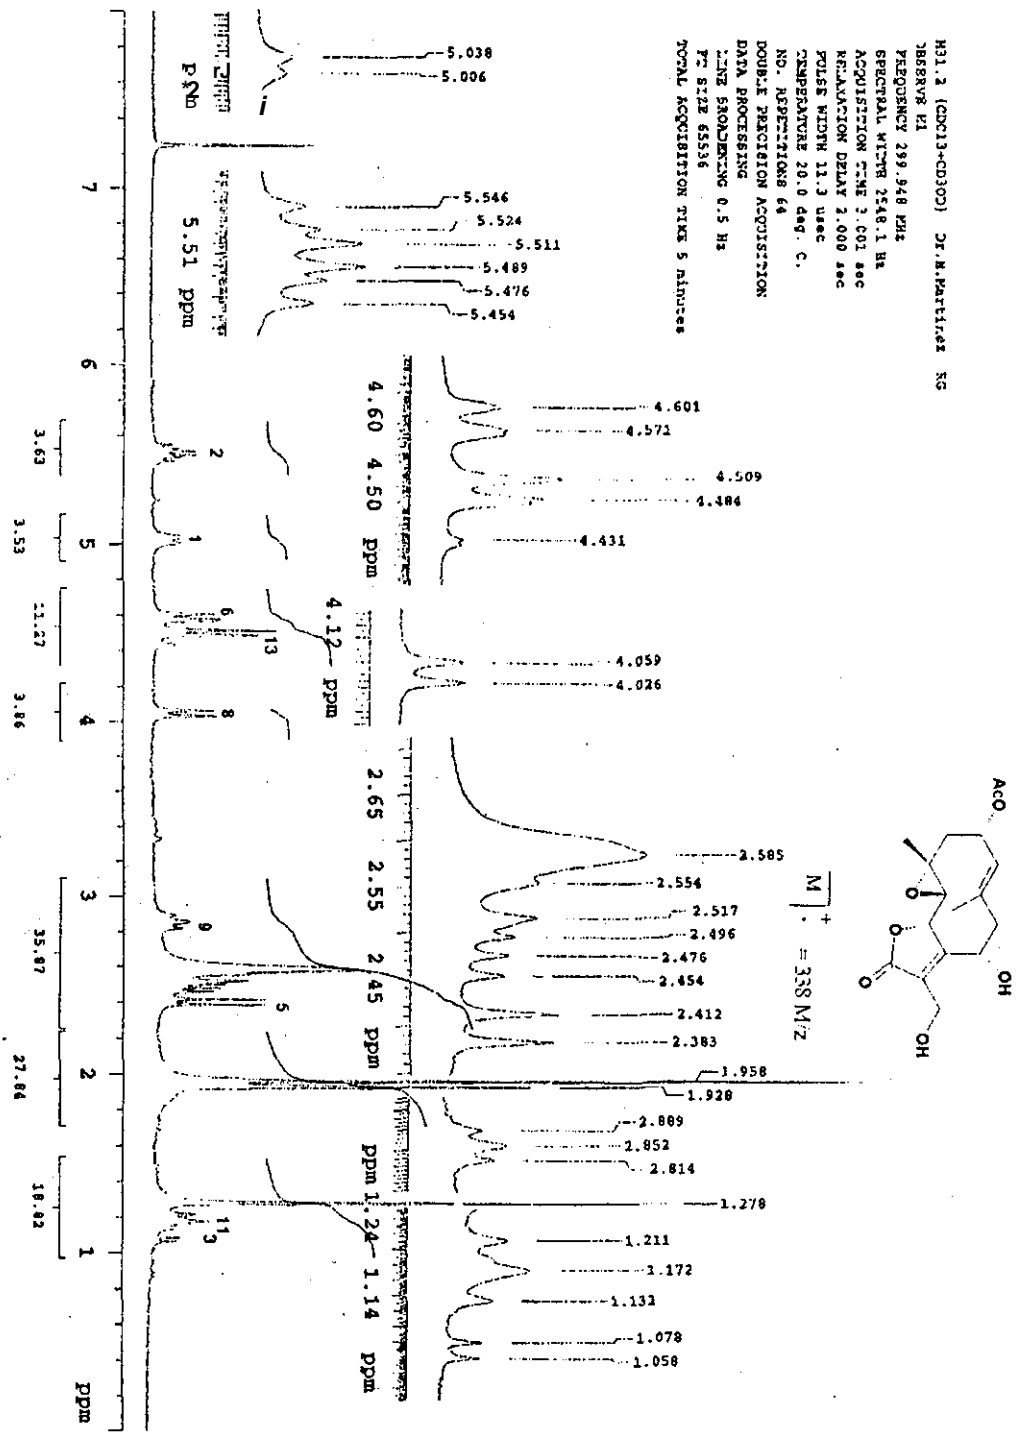 H31.2 (CDCl3+CD3OD) Dr.M.Martinez RG
OBSERVE H1
FREQUENCY 299.948 MHz
SPECTRAL WIDTH 2548.1 Hz
ACQUISITION TIME 3.001 sec
RELAXATION DELAY 2.000 sec
PULSE WIDTH 11.3 usec
TEMPERATURE 20.0 deg. C.
NO. REPETITIONS 64
DOUBLE PRECISION ACQUISITION
DATA PROCESSING
LINE BROADENING 0.5 Hz
FT SIZE 65536
TOTAL ACQUISITION TIME 5 minutes
AcO
O
O
O
OH
OH
M +. = 338 M/z
5.038
5.006
5.546
5.524
5.511
5.489
5.476
5.454
5.51 ppm
4.601
4.572
4.509
4.484
4.431
4.60 4.50 ppm
4.059
4.026
4.12 ppm
2.585
2.554
2.517
2.496
2.476
2.454
2.412
2.383
2.65 2.55 2.45 ppm
1.958
1.928
2.889
2.852
2.814
ppm
1.278
1.211
1.172
1.132
1.078
1.058
1.24 1.14 ppm
2 1 6 13 8 9 5 11 3
7 6 5 4 3 2 1 ppm
3.63 3.53 11.27 3.86 35.87 27.84 18.82